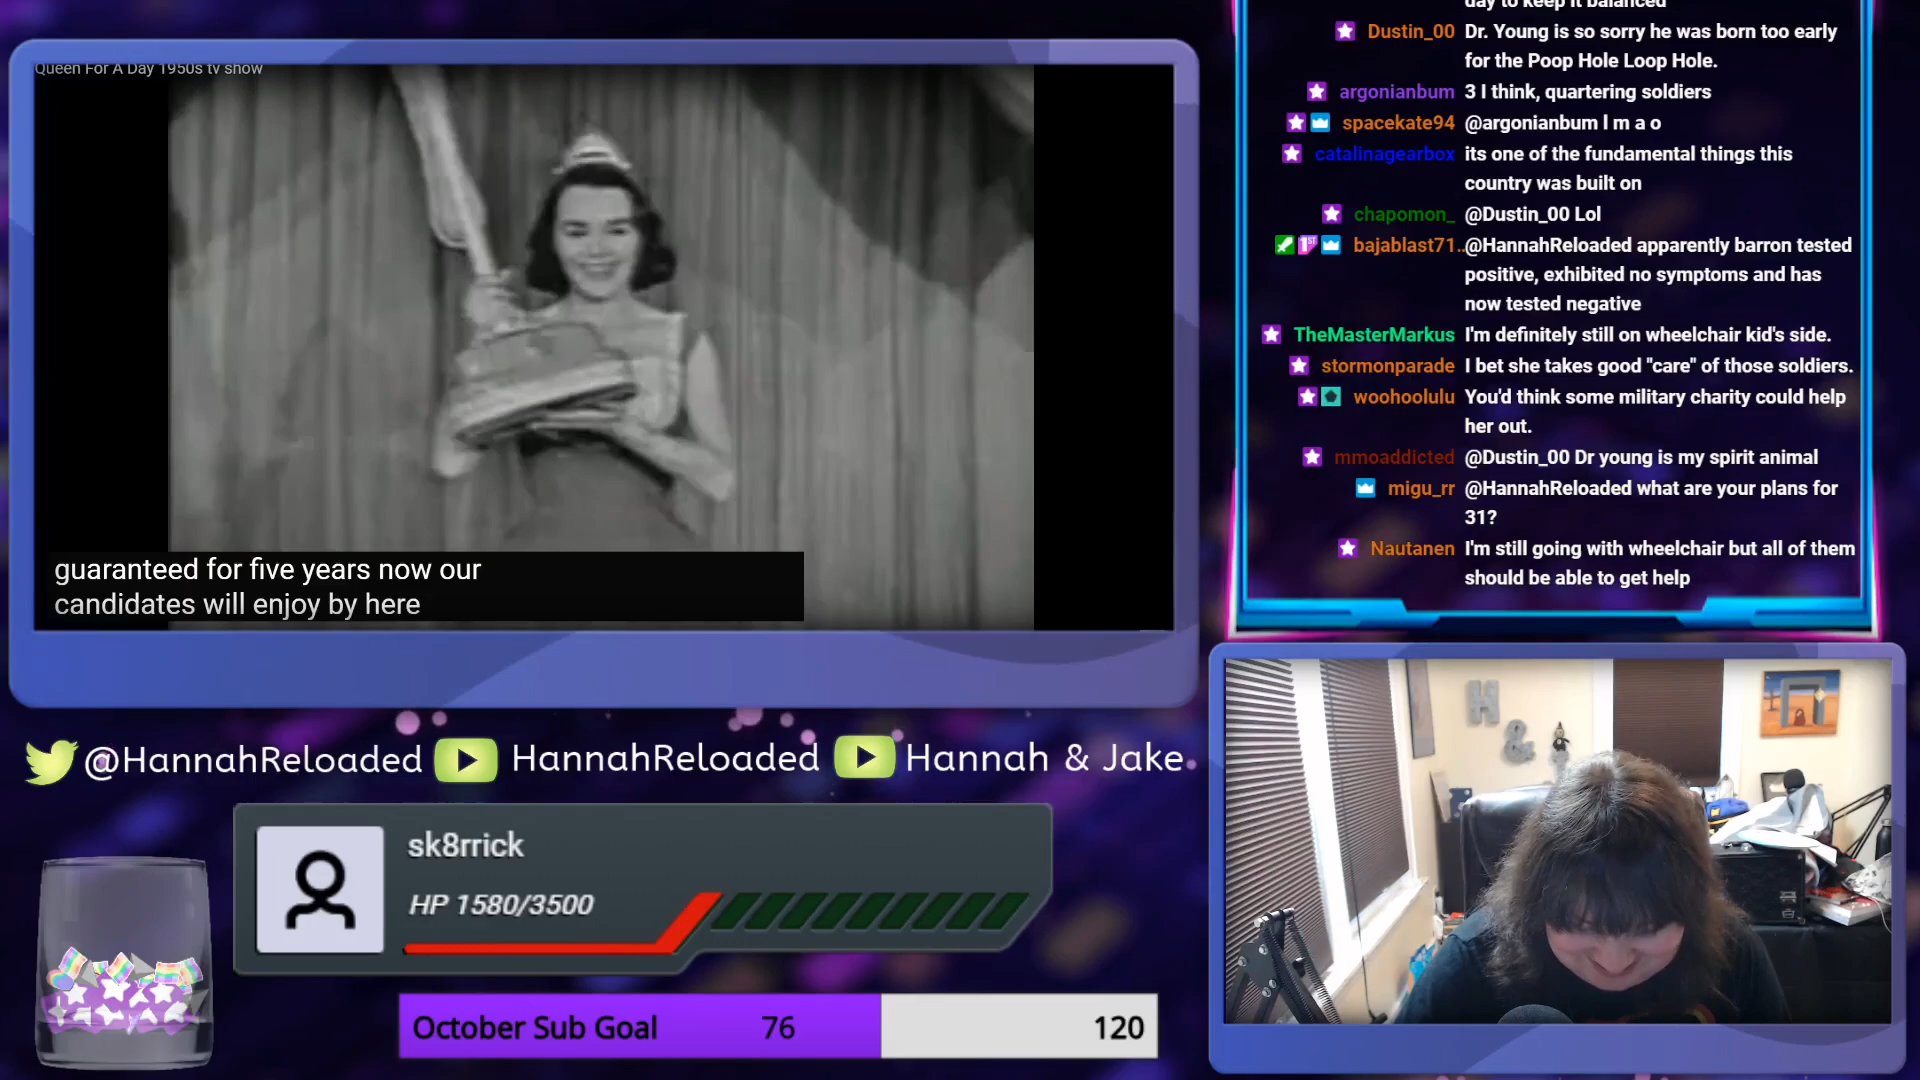 Queen For A Day 1950s tv show
guaranteed for five years now our
candidates will enjoy by here
day to keep it balanced
Dustin_00 Dr. Young is so sorry he was born too early
for the Poop Hole Loop Hole.
argonianbum 3 I think, quartering soldiers
spacekate94 @argonianbum l m a o
catalinagearbox its one of the fundamental things this
country was built on
chapomon_ @Dustin_00 Lol
bajablast71.. @HannahReloaded apparently barron tested
positive, exhibited no symptoms and has
now tested negative
TheMasterMarkus I'm definitely still on wheelchair kid's side.
stormonparade I bet she takes good "care" of those soldiers.
woohoolulu You'd think some military charity could help
her out.
mmoaddicted @Dustin_00 Dr young is my spirit animal
migu_rr @HannahReloaded what are your plans for
31?
Nautanen I'm still going with wheelchair but all of them
should be able to get help
@HannahReloaded HannahReloaded Hannah & Jake
sk8rrick
HP 1580/3500
October Sub Goal 76 120
H
&